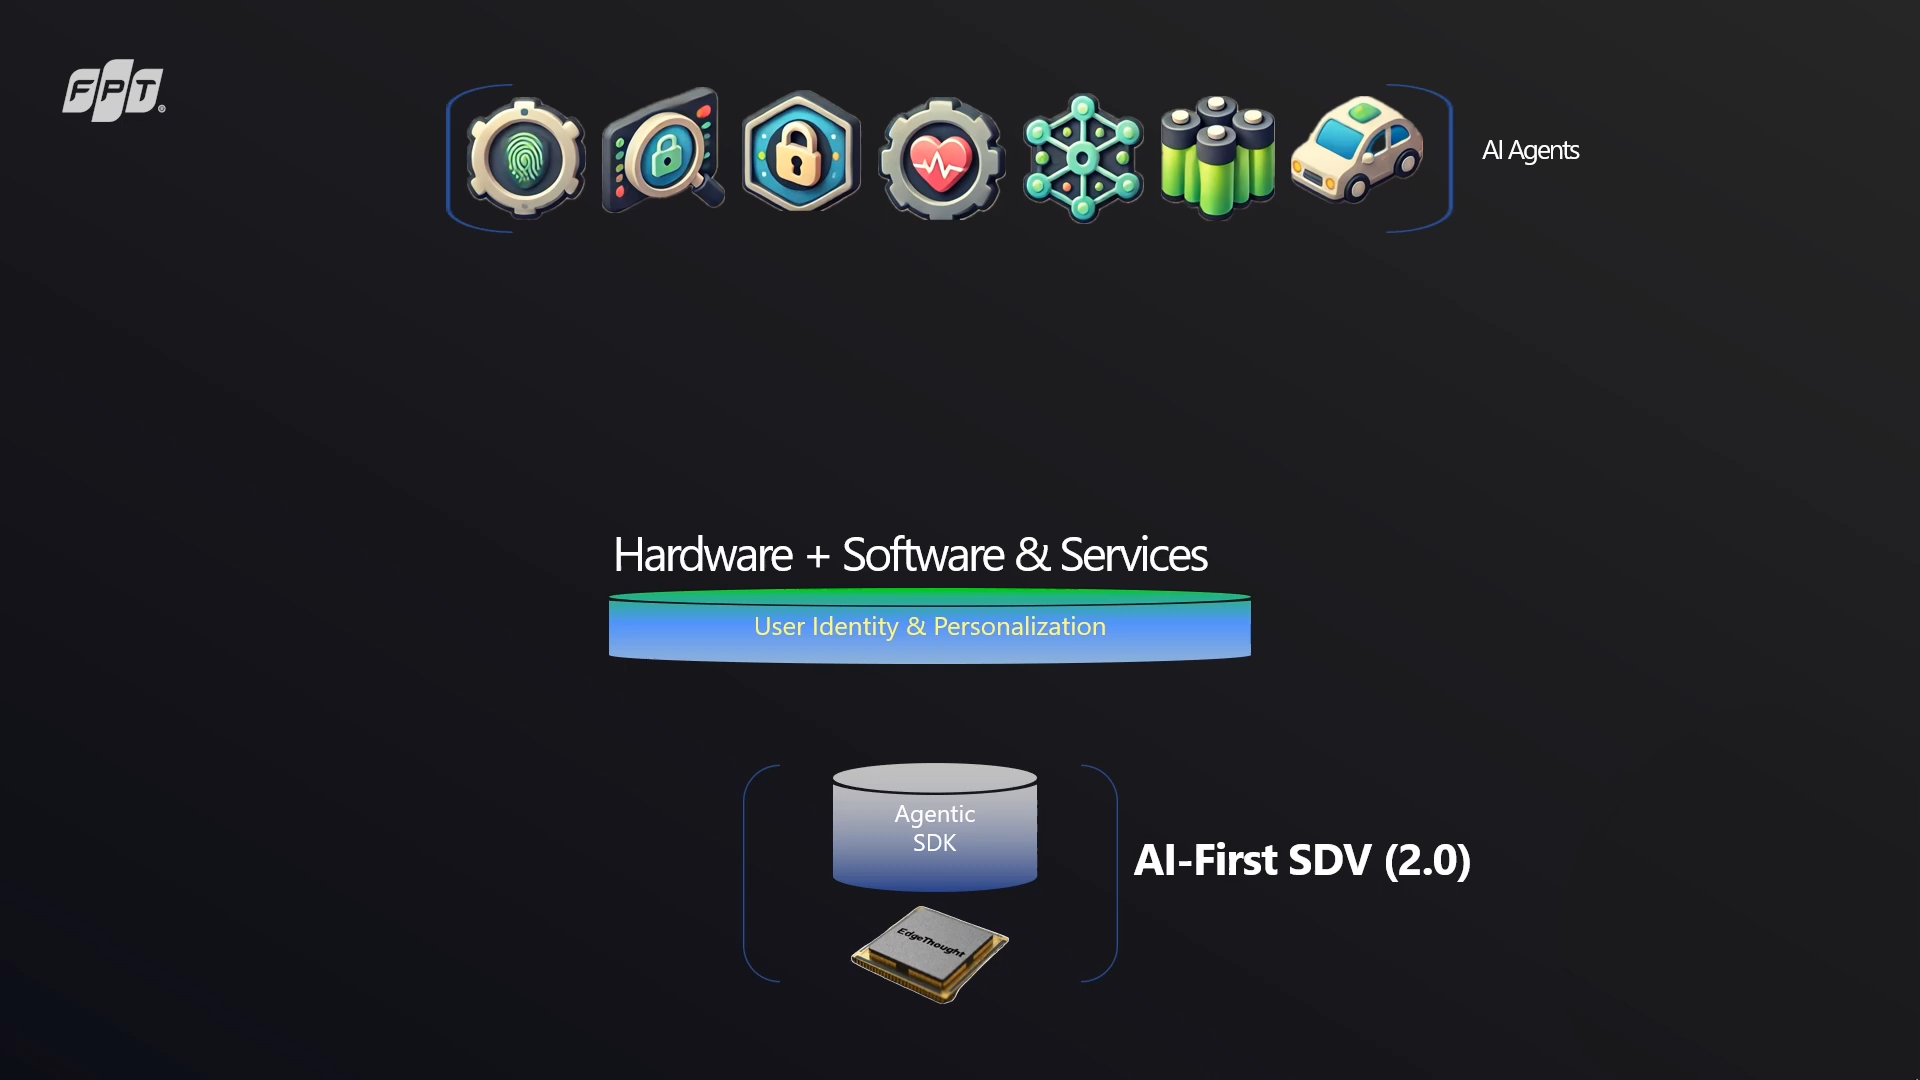 FPT®
AI Agents
Hardware + Software & Services
User Identity & Personalization
Agentic
SDK
AI-First SDV (2.0)
EdgeThought